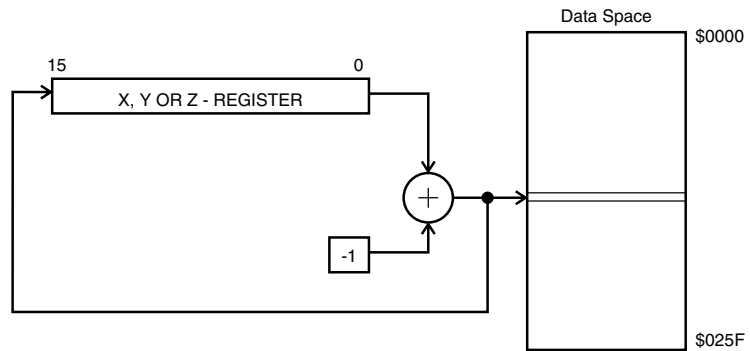 Data Space
$0000
15
0
X, Y OR Z - REGISTER
+
-1
$025F